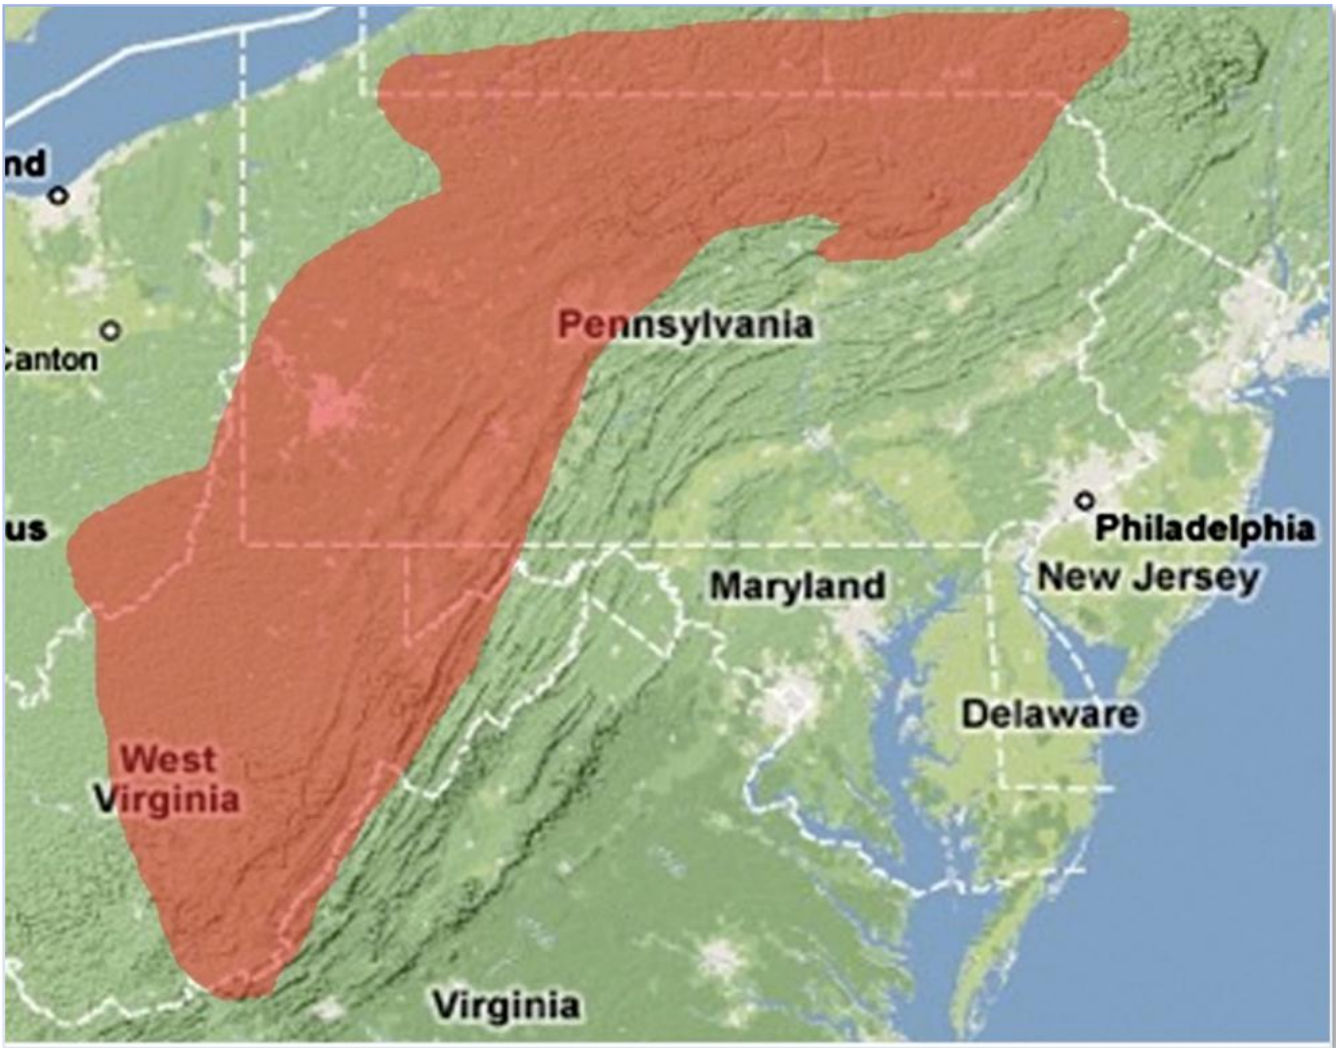 nd
Canton
Pennsylvania
us
Philadelphia
New Jersey
Maryland
Delaware
West
Virginia
Virginia